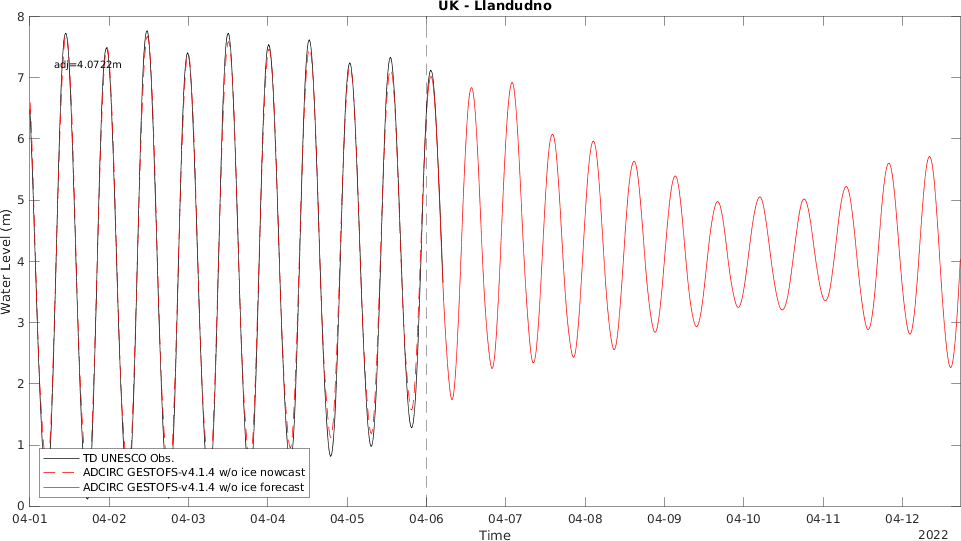 UK - Llandudno
8
7
6
5
4
3
2
1
0
Water Level (m)
adj=4.0722m
TD UNESCO Obs.
ADCIRC GESTOFS-v4.1.4 w/o ice nowcast
ADCIRC GESTOFS-v4.1.4 w/o ice forecast
04-01 04-02 04-03 04-04 04-05 04-06 04-07 04-08 04-09 04-10 04-11 04-12
Time
2022